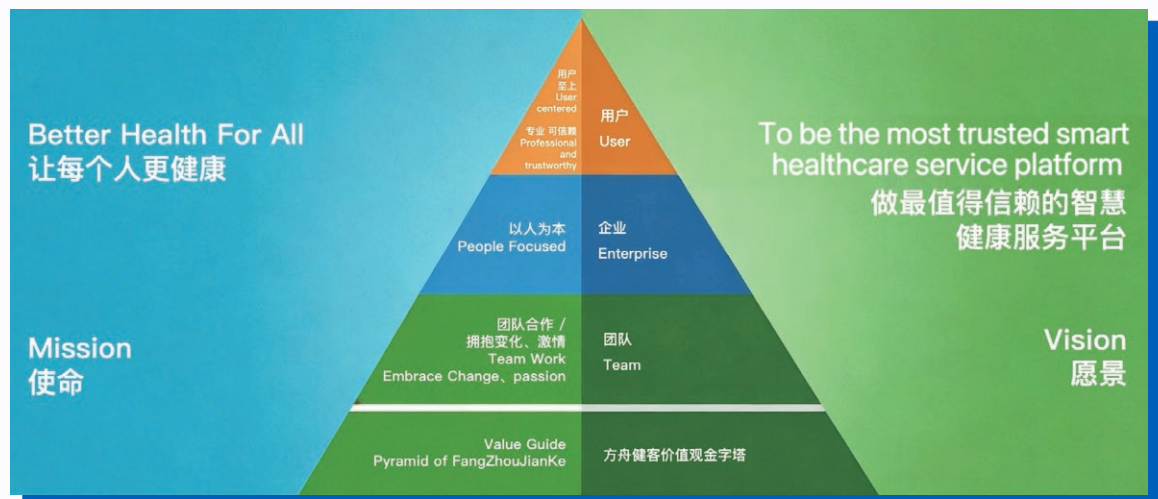 Better Health For All
让每个人更健康
Mission
使命
用户
至上
User
centered
专业 可信赖
Professional
and
trustworthy
用户
User
以人为本
People Focused
企业
Enterprise
团队合作 /
拥抱变化、激情
Team Work
Embrace Change、passion
团队
Team
Value Guide
Pyramid of FangZhouJianKe
方舟健客价值观金字塔
To be the most trusted smart
healthcare service platform
做最值得信赖的智慧
健康服务平台
Vision
愿景